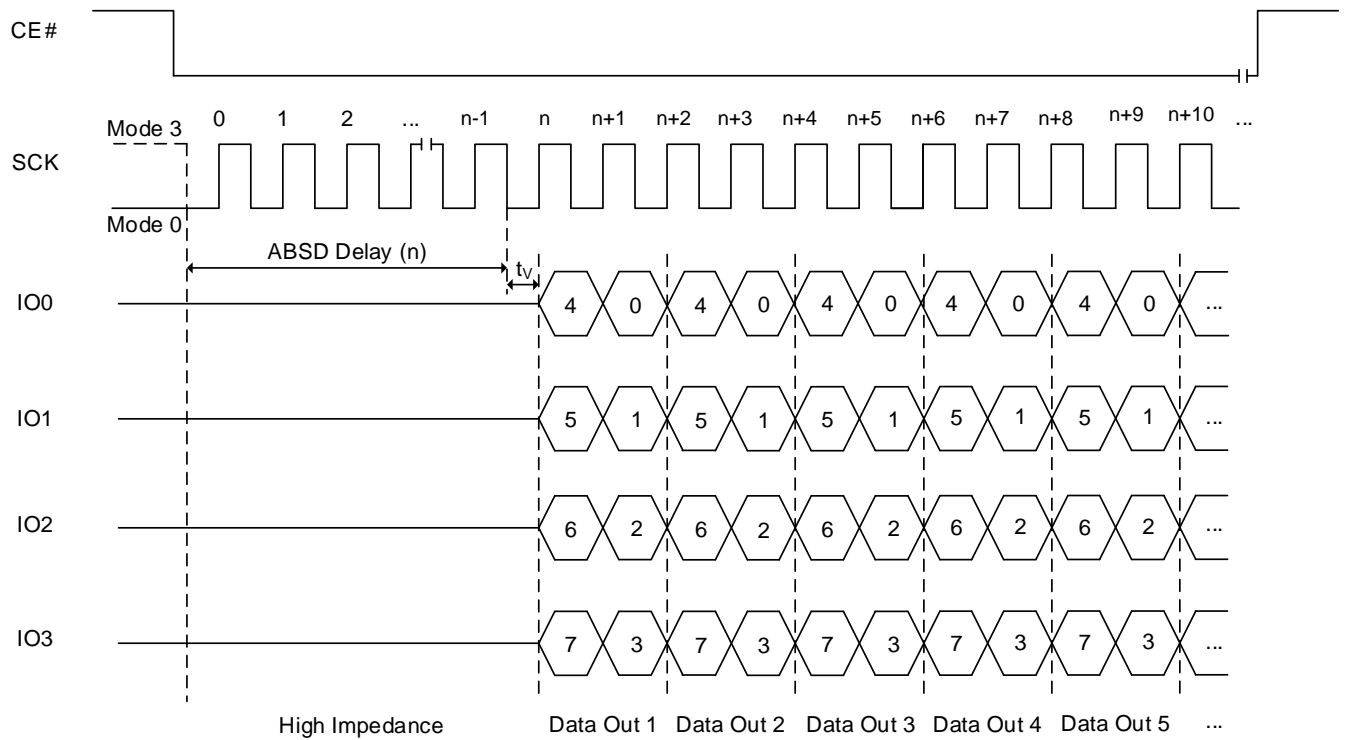 CE#
0 1 2 ... n-1 n n+1 n+2 n+3 n+4 n+5 n+6 n+7 n+8 n+9 n+10 ...
Mode 3
SCK
Mode 0
ABSD Delay (n)
tV
IO0 4 0 4 0 4 0 4 0 4 0 ...
IO1 5 1 5 1 5 1 5 1 5 1 ...
IO2 6 2 6 2 6 2 6 2 6 2 ...
IO3 7 3 7 3 7 3 7 3 7 3 ...
High Impedance Data Out 1 Data Out 2 Data Out 3 Data Out 4 Data Out 5 ...